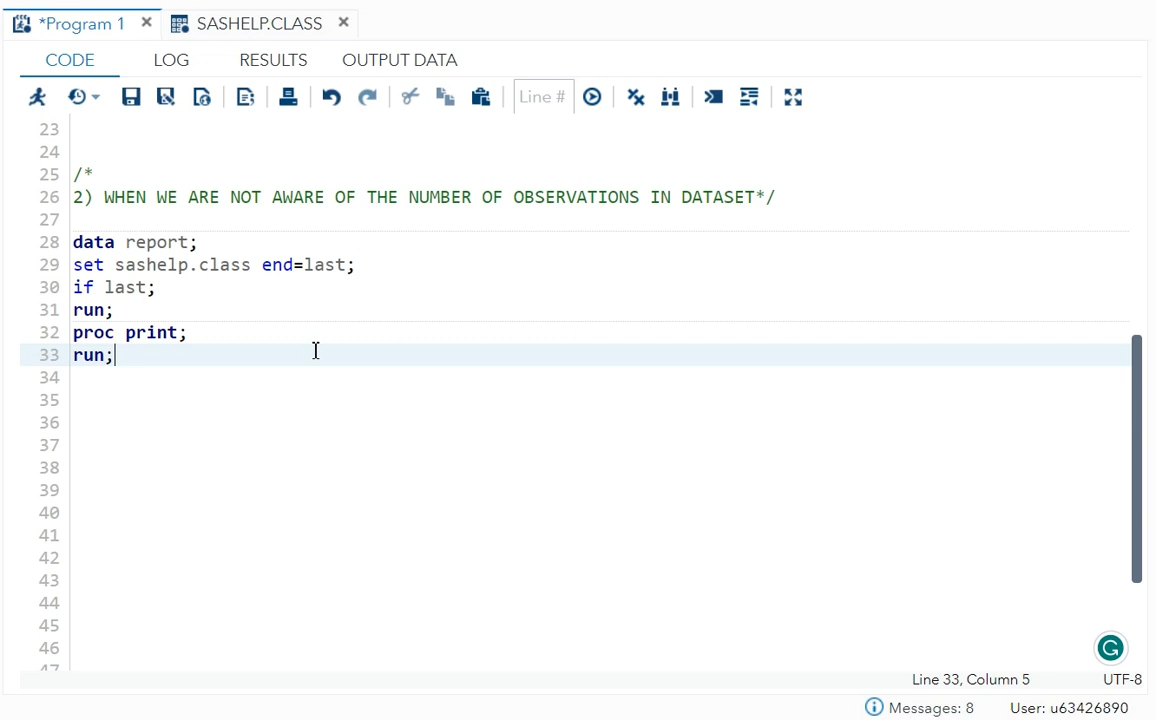 *Program 1 × SASHELP.CLASS ×
CODE LOG RESULTS OUTPUT DATA
Line #
23
24
25 /*
26 2) WHEN WE ARE NOT AWARE OF THE NUMBER OF OBSERVATIONS IN DATASET*/
27
28 data report;
29 set sashelp.class end=last;
30 if last;
31 run;
32 proc print;
33 run;
34
35
36
37
38
39
40
41
42
43
44
45
46
47
Line 33, Column 5 UTF-8
Messages: 8 User: u63426890